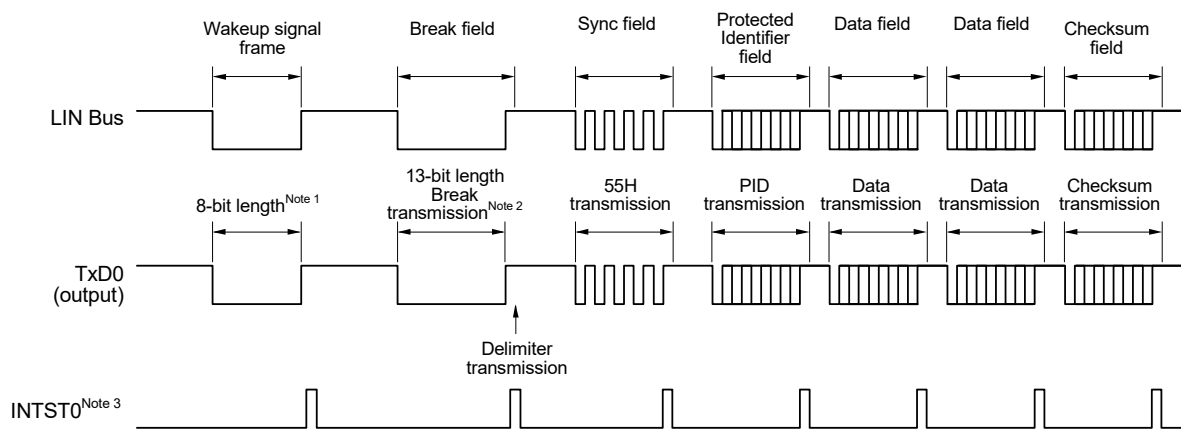 Wakeup signal
frame
Break field
Sync field
Protected
Identifier
field
Data field
Data field
Checksum
field
LIN Bus
8-bit length Note 1
13-bit length
Break
transmission Note 2
55H
transmission
PID
transmission
Data
transmission
Data
transmission
Checksum
transmission
TxD0
(output)
Delimiter
transmission
INTST0 Note 3